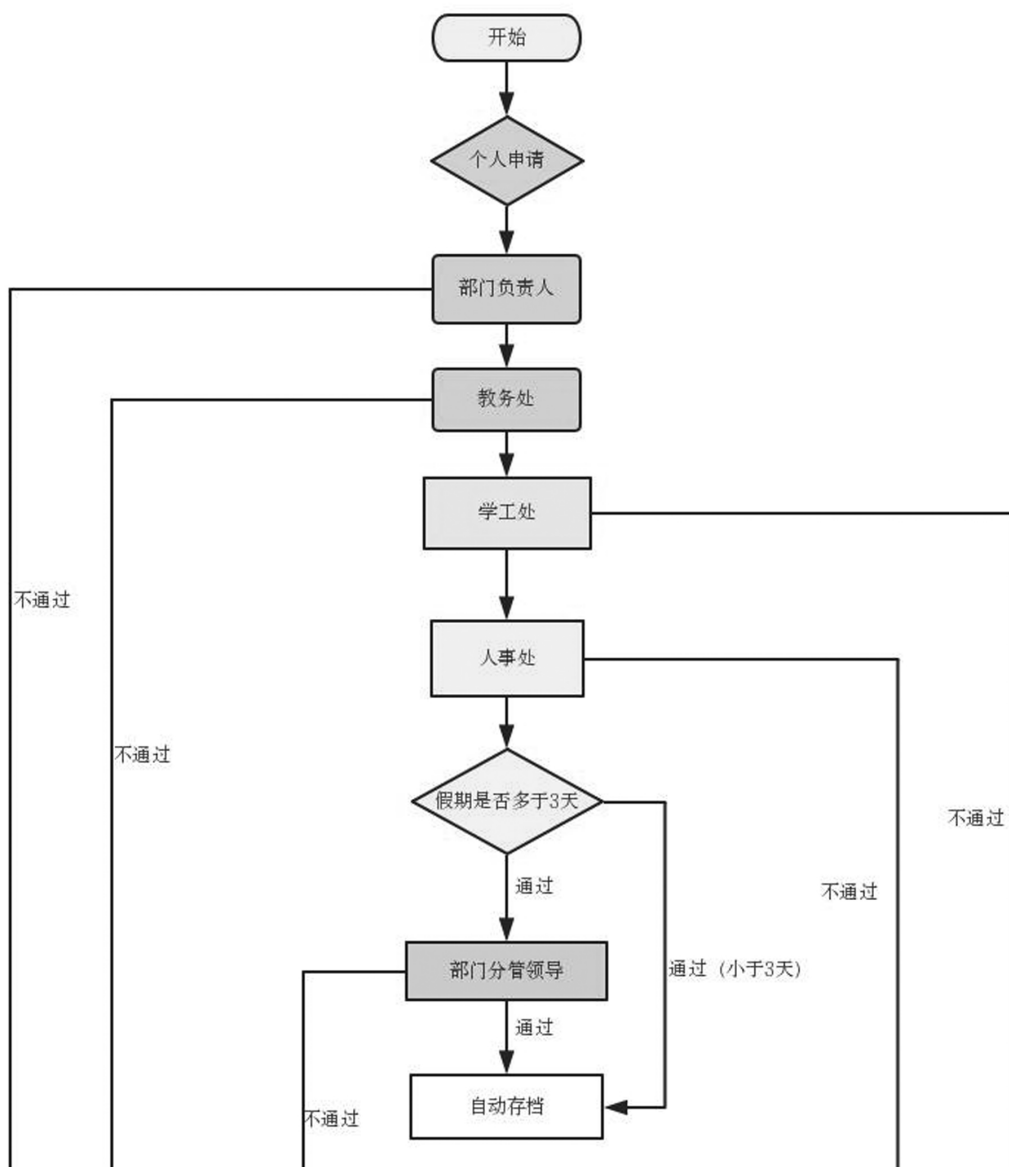 开始
个人申请
部门负责人
教务处
学工处
不通过
人事处
不通过
假期是否多于3天
不通过
通过
不通过
部门分管领导
通过（小于3天）
通过
自动存档
不通过